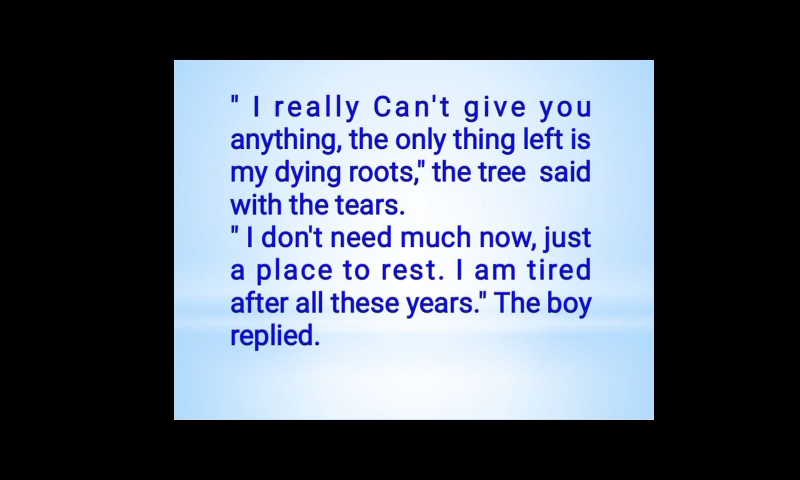 " I really Can't give you
anything, the only thing left is
my dying roots," the tree  said
with the tears.
" I don't need much now, just
a place to rest. I am tired
after all these years." The boy
replied.